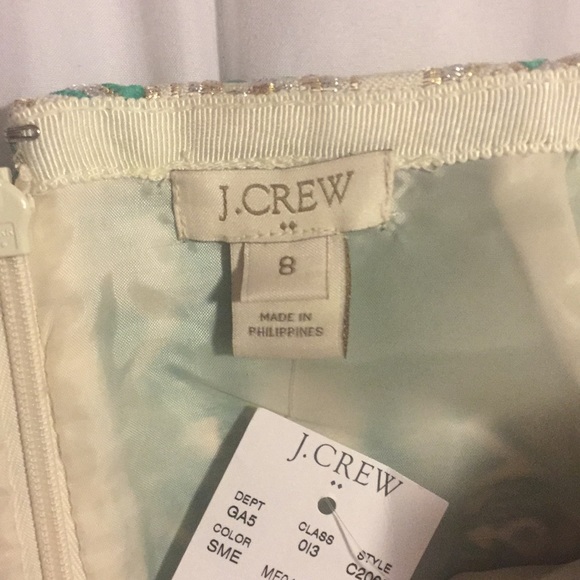 J.CREW
8
MADE IN
PHILIPPINES
J.CREW
DEPT CLASS STYLE
GA5 013
COLOR
SME